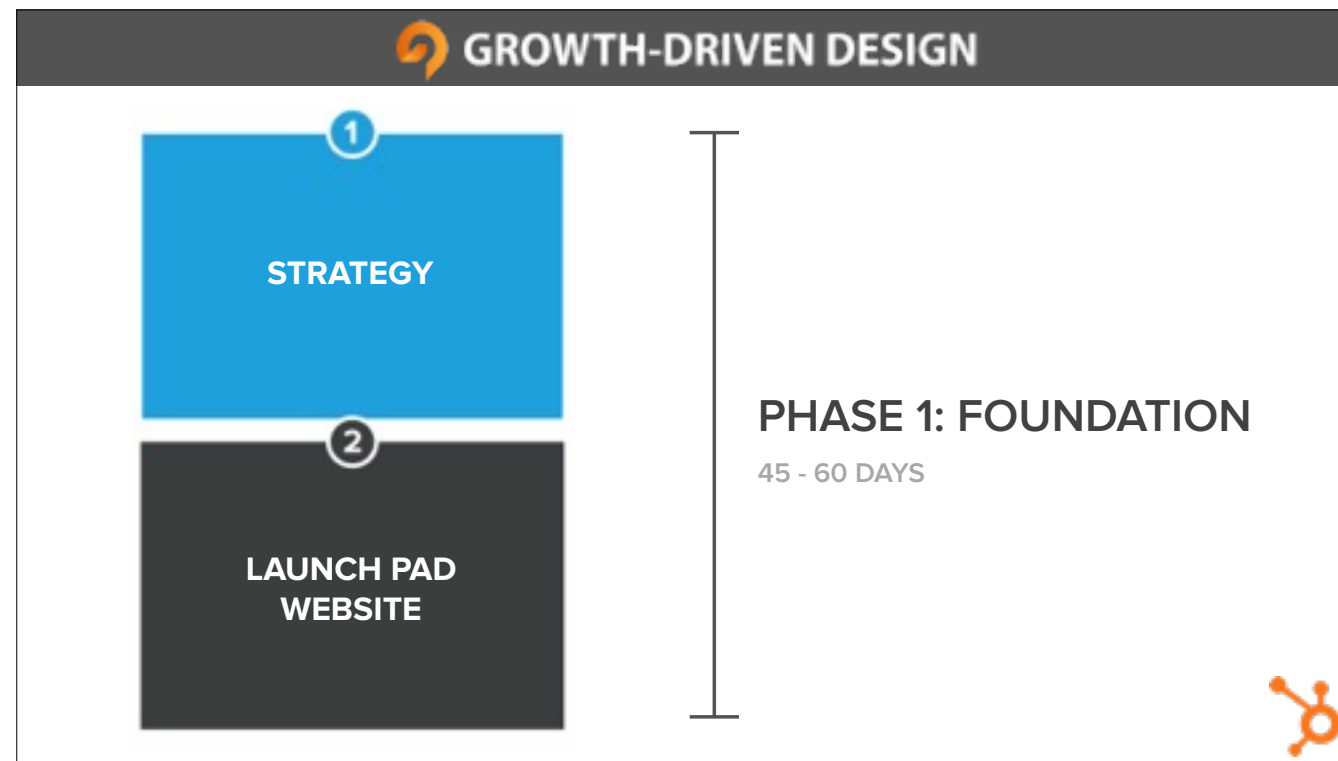 GROWTH-DRIVEN DESIGN
1
STRATEGY
2
LAUNCH PAD
WEBSITE
PHASE 1: FOUNDATION
45 - 60 DAYS